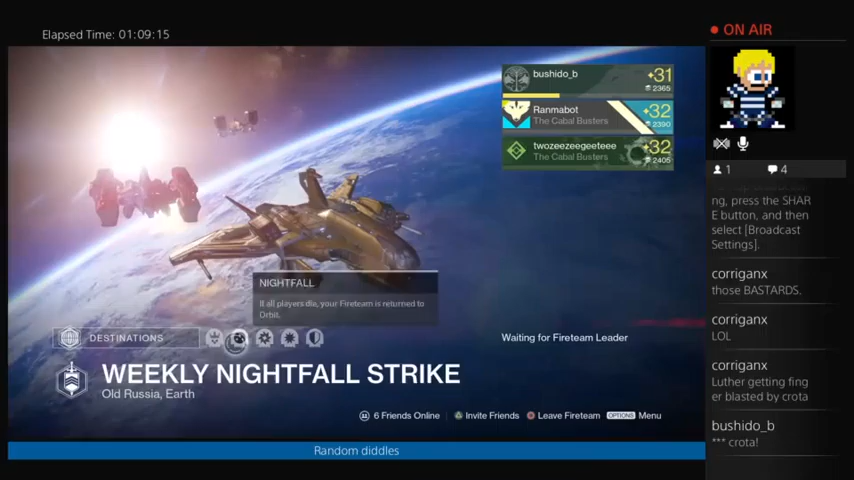 Elapsed Time: 01:09:15
ON AIR
bushido_b
31
2365
Ranmabot
The Cabal Busters
32
2390
twozeezeegeeteee
The Cabal Busters
32
2405
1
4
ng, press the SHAR
E button, and then
select [Broadcast
Settings].
corriganx
those BASTARDS.
corriganx
LOL
corriganx
Luther getting fing
er blasted by crota
bushido_b
*** crota!
NIGHTFALL
If all players die, your Fireteam is returned to
Orbit.
DESTINATIONS
Waiting for Fireteam Leader
WEEKLY NIGHTFALL STRIKE
Old Russia, Earth
6 Friends Online
Invite Friends
Leave Fireteam
OPTIONS Menu
Random diddles